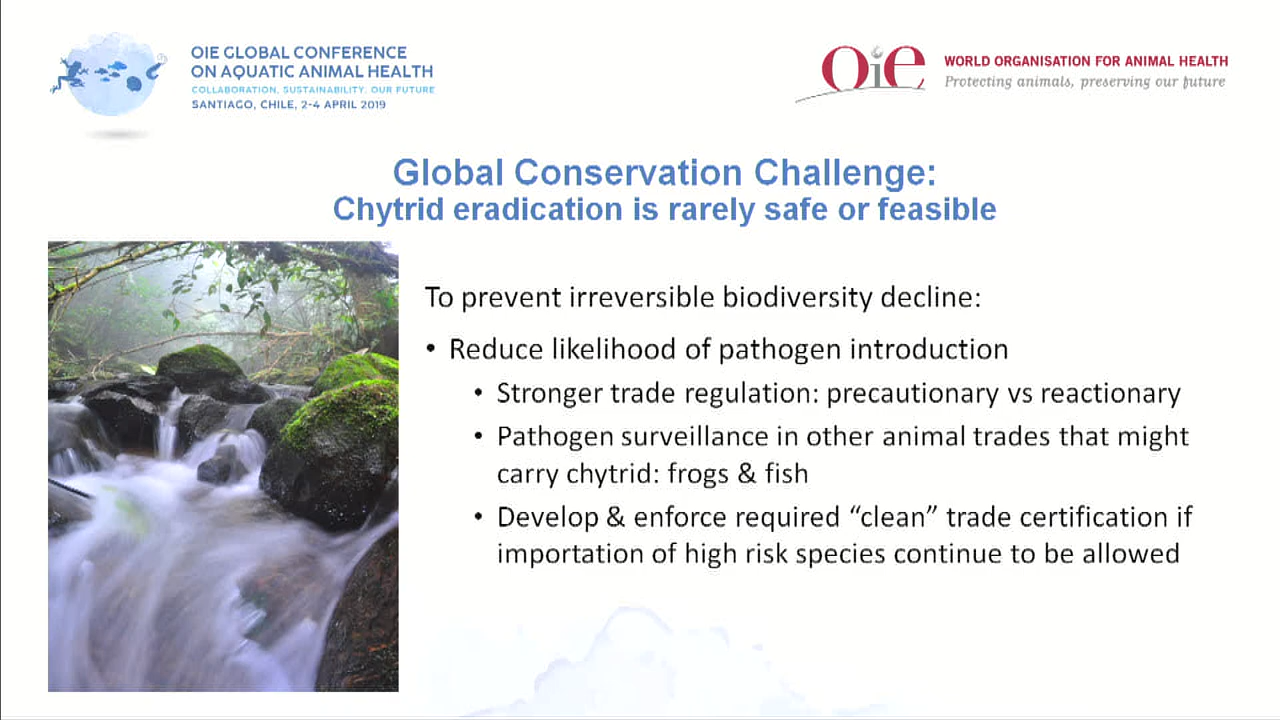 OIE GLOBAL CONFERENCE
ON AQUATIC ANIMAL HEALTH
COLLABORATION, SUSTAINABILITY, OUR FUTURE
SANTIAGO, CHILE, 2-4 APRIL 2019
OiE
WORLD ORGANISATION FOR ANIMAL HEALTH
Protecting animals, preserving our future
Global Conservation Challenge:
Chytrid eradication is rarely safe or feasible
To prevent irreversible biodiversity decline:
• Reduce likelihood of pathogen introduction
• Stronger trade regulation: precautionary vs reactionary
• Pathogen surveillance in other animal trades that might
carry chytrid: frogs & fish
• Develop & enforce required “clean” trade certification if
importation of high risk species continue to be allowed